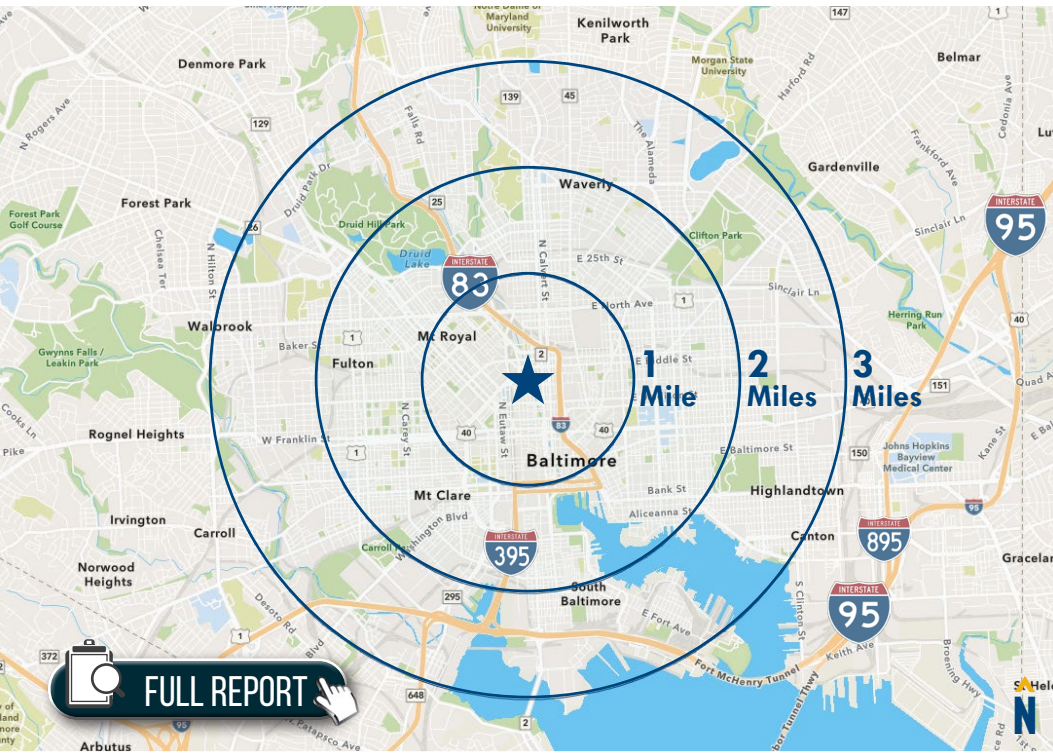 Maryland
University
Kenilworth
Park
147
1
Denmore Park
Morgan State
University
Belmar
Harford Rd
N Rogers Ave
139
45
129
Falls Rd
The Alameda
Cedonia Ave
Frankford Ave
Gardenville
Druid Park Dr
Waverly
INTERSTATE
95
Forest Park
Golf Course
Forest Park
26
25
Druid Hill Park
Clifton Park
Sinclair Ln
Chelsea Ter
N Hilton St
Druid
Lake
N Calvert St
E 25th St
INTERSTATE
83
Sinclair Ln
E North Ave
1
Herring Run
Park
40
Walbrook
1
Mt Royal
Baker St
Gwynns Falls /
Leakin Park
Fulton
2
1
Mile
2
Miles
3
Miles
151
Quad A
Cooks Ln
N Carey St
N Eutaw St
Pike
Rognel Heights
W Franklin St
40
83
40
1
Kane St
E Baltimore St
150
Johns Hopkins
Bayview
Medical Center
Baltimore
Mt Clare
Bank St
Highlandtown
Aliceanna St
Irvington
Carroll
Washington Blvd
INTERSTATE
395
95
Canton
INTERSTATE
895
Norwood
Heights
South
Baltimore
295
E Fort Ave
S Clinton St
INTERSTATE
95
Desoto Rd
1
Blvd
Keith Ave
372
Fort McHenry Tunnel
Broening Hwy
FULL REPORT
648
2
N
95
Patapsco Ave
Arbutus